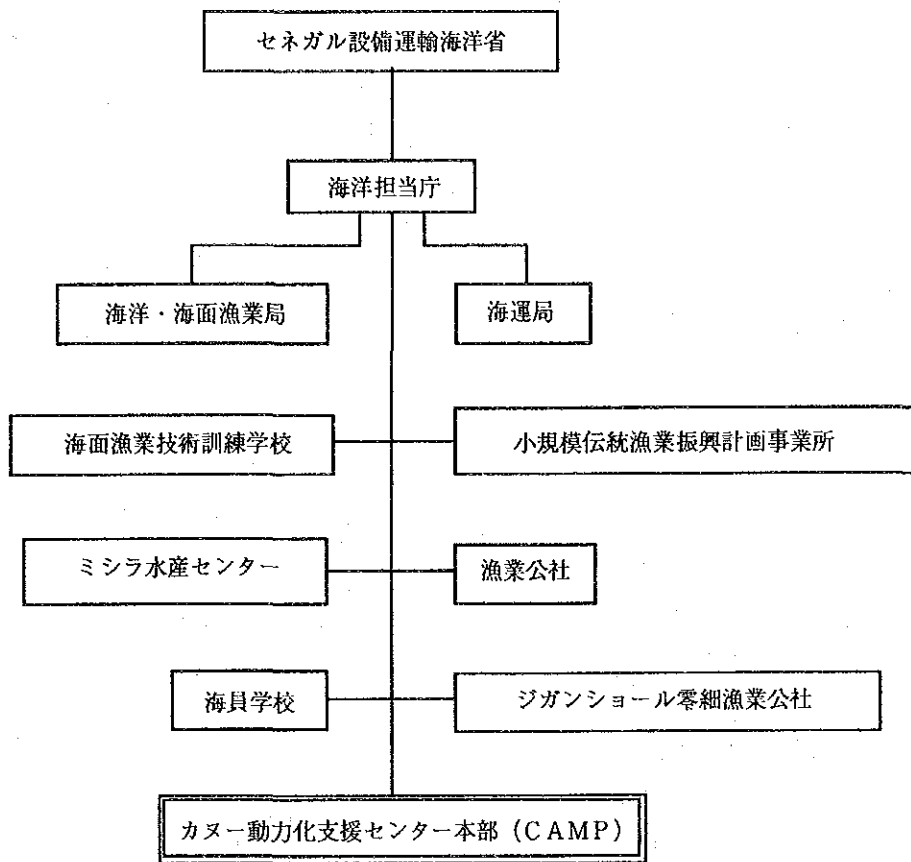 セネガル設備運輸海洋省
海洋担当庁
海洋・海面漁業局
海運局
海面漁業技術訓練学校
小規模伝統漁業振興計画事業所
ミシラ水産センター
漁業公社
海員学校
ジガンショール零細漁業公社
カヌー動力化支援センター本部（CAMP）